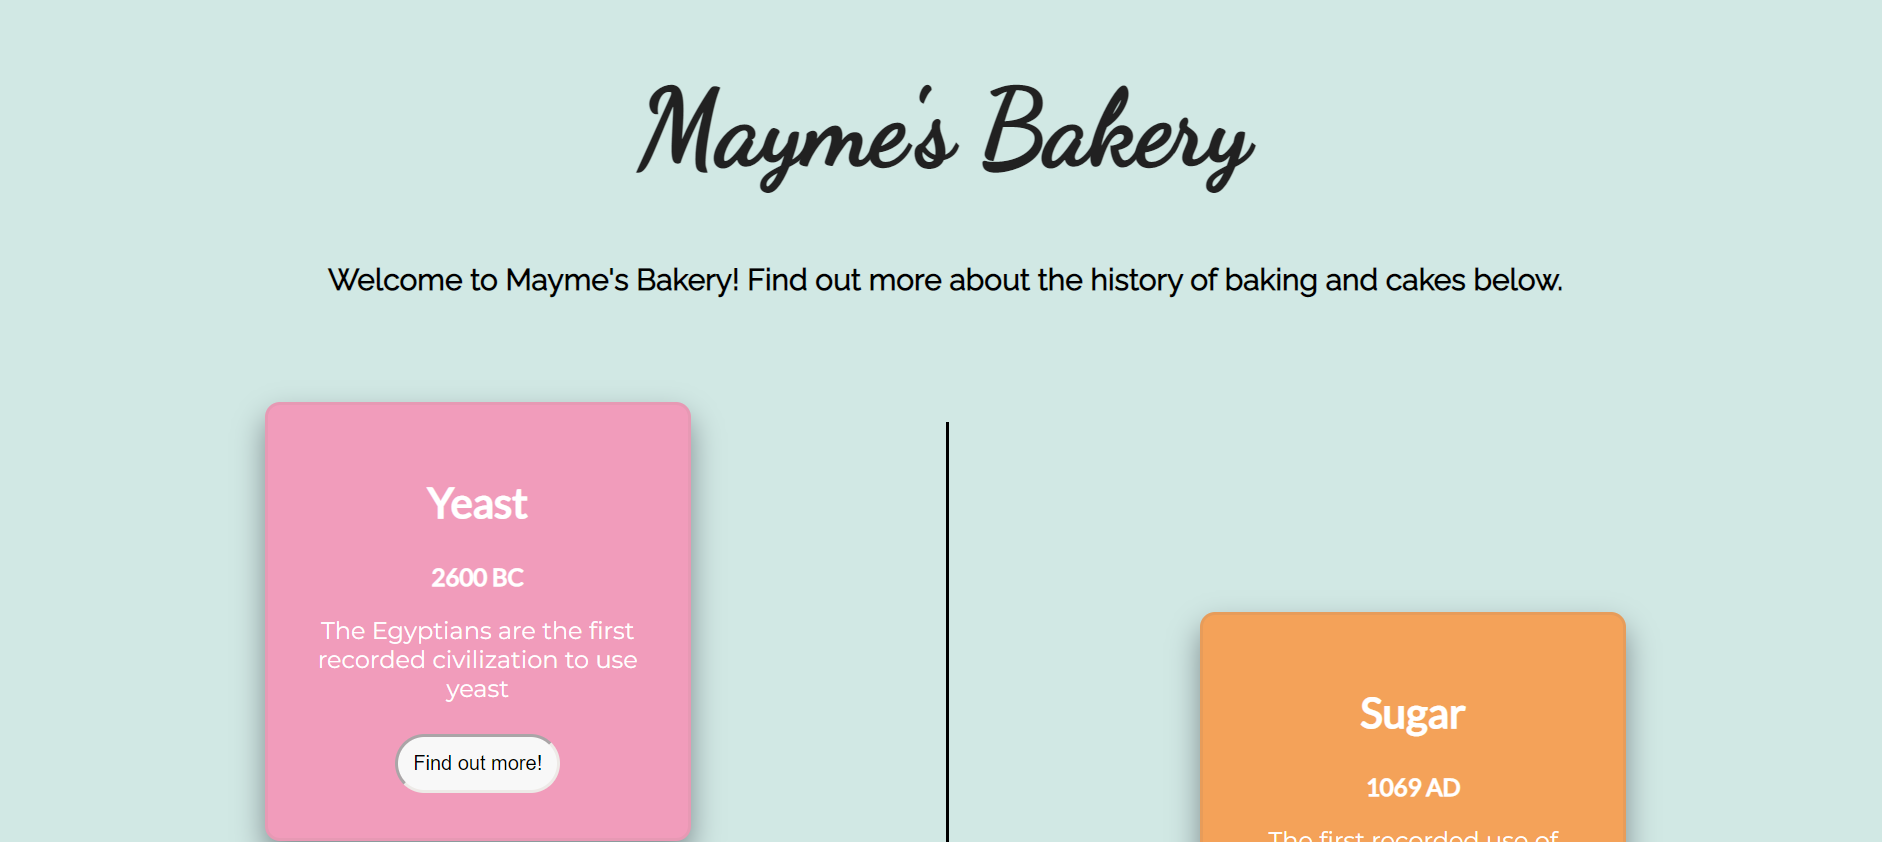 Mayme's Bakery
Welcome to Mayme's Bakery! Find out more about the history of baking and cakes below.
Yeast
2600 BC
The Egyptians are the first
recorded civilization to use
yeast
Find out more!
Sugar
1069 AD
The first recorded use of